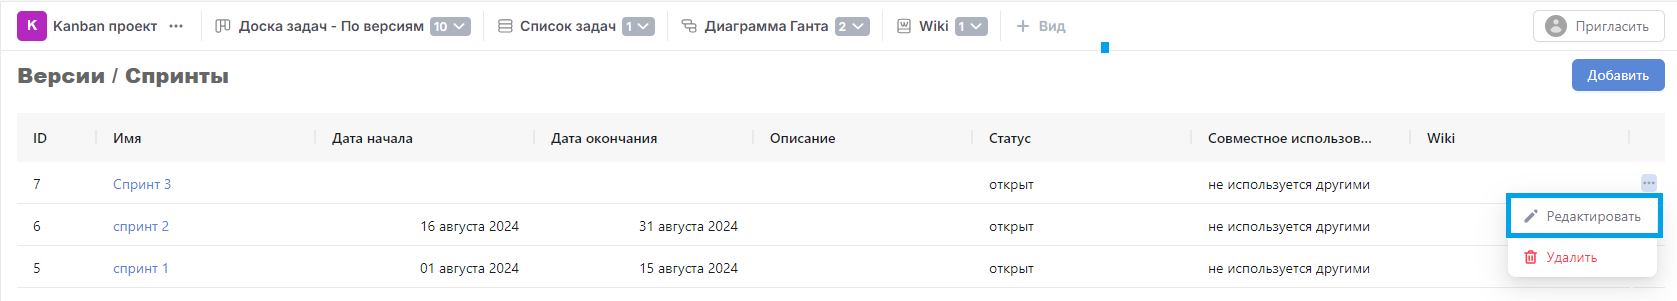 K Kanban проект ••• Доска задач - По версиям 10 Список задач 1 Диаграмма Ганта 2 Wiki 1 + Вид Пригласить
Версии / Спринты Добавить
ID Имя Дата начала Дата окончания Описание Статус Совместное использов... Wiki
7 Спринт 3 открыт не используется другими •••
Редактировать
6 спринт 2 16 августа 2024 31 августа 2024 открыт не используется другими
Удалить
5 спринт 1 01 августа 2024 15 августа 2024 открыт не используется другими